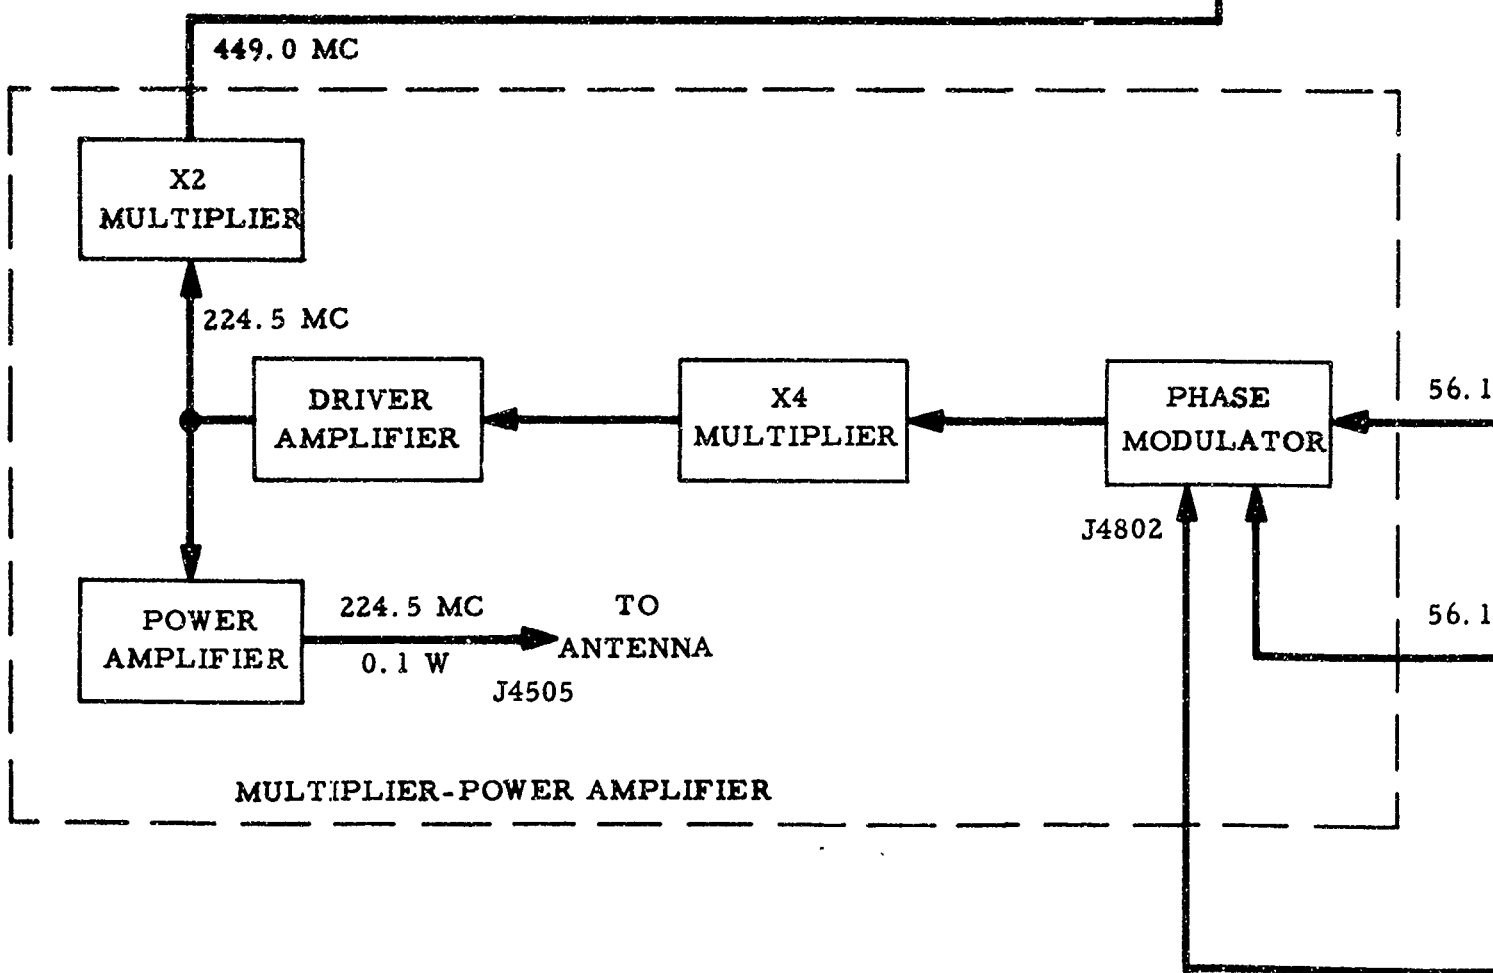 449.0 MC
X2
MULTIPLIER
224.5 MC
DRIVER
AMPLIFIER
X4
MULTIPLIER
PHASE
MODULATOR
56.1
J4802
56.1
POWER
AMPLIFIER
224.5 MC
0.1 W
TO
ANTENNA
J4505
MULTIPLIER-POWER AMPLIFIER